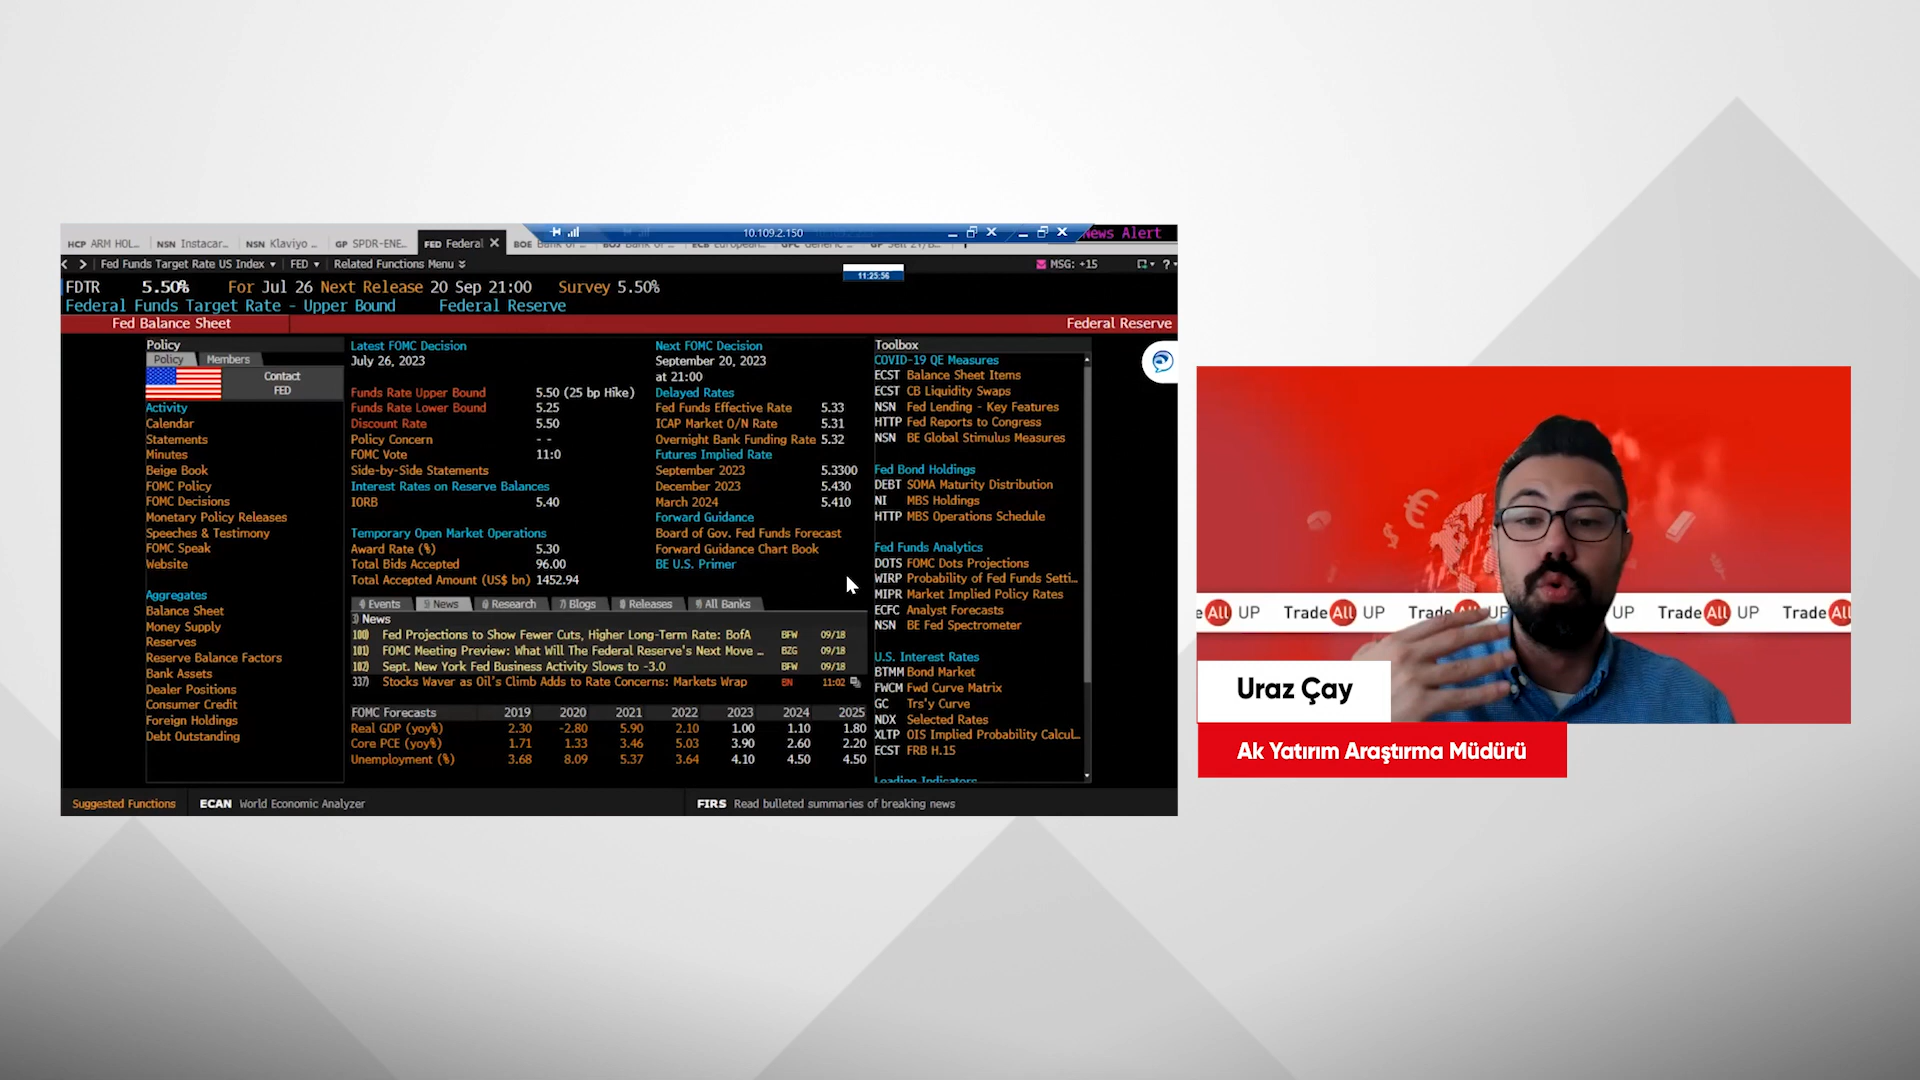 HCP ARM HOL... NSN Instacar... NSN Klaviyo ... GP SPDR-ENE... FED Federal
10.109.2.150
News Alert
Fed Funds Target Rate US Index FED Related Functions Menu
MSG: +15
11:25:56
FDTR 5.50% For Jul 26 Next Release 20 Sep 21:00 Survey 5.50%
Federal Funds Target Rate - Upper Bound Federal Reserve
Fed Balance Sheet Federal Reserve
Policy
Policy Members
Contact
FED
Activity
Calendar
Statements
Minutes
Beige Book
FOMC Policy
FOMC Decisions
Monetary Policy Releases
Speeches & Testimony
FOMC Speak
Website
Aggregates
Balance Sheet
Money Supply
Reserves
Reserve Balance Factors
Bank Assets
Dealer Positions
Consumer Credit
Foreign Holdings
Debt Outstanding
Latest FOMC Decision
July 26, 2023
Funds Rate Upper Bound 5.50 (25 bp Hike)
Funds Rate Lower Bound 5.25
Discount Rate 5.50
Policy Concern - -
FOMC Vote 11:0
Side-by-Side Statements
Interest Rates on Reserve Balances
IORB 5.40
Temporary Open Market Operations
Award Rate (%) 5.30
Total Bids Accepted 96.00
Total Accepted Amount (US$ bn) 1452.94
Next FOMC Decision
September 20, 2023
at 21:00
Delayed Rates
Fed Funds Effective Rate 5.33
ICAP Market O/N Rate 5.31
Overnight Bank Funding Rate 5.32
Futures Implied Rate
September 2023 5.3300
December 2023 5.430
March 2024 5.410
Forward Guidance
Board of Gov. Fed Funds Forecast
Forward Guidance Chart Book
BE U.S. Primer
Events News Research Blogs Releases All Banks
3) News
100) Fed Projections to Show Fewer Cuts, Higher Long-Term Rate: BofA BFW 09/18
101) FOMC Meeting Preview: What Will The Federal Reserve's Next Move ... BZG 09/18
102) Sept. New York Fed Business Activity Slows to -3.0 BFW 09/18
337) Stocks Waver as Oil's Climb Adds to Rate Concerns: Markets Wrap BN 11:02
FOMC Forecasts 2019 2020 2021 2022 2023 2024 2025
Real GDP (yoy%) 2.30 -2.80 5.90 2.10 1.00 1.10 1.80
Core PCE (yoy%) 1.71 1.33 3.46 5.03 3.90 2.60 2.20
Unemployment (%) 3.68 8.09 5.37 3.64 4.10 4.50 4.50
Toolbox
COVID-19 QE Measures
ECST Balance Sheet Items
ECST CB Liquidity Swaps
NSN Fed Lending - Key Features
HTTP Fed Reports to Congress
NSN BE Global Stimulus Measures
Fed Bond Holdings
DEBT SOMA Maturity Distribution
NI MBS Holdings
HTTP MBS Operations Schedule
Fed Funds Analytics
DOTS FOMC Dots Projections
WIRP Probability of Fed Funds Setti...
MIPR Market Implied Policy Rates
ECFC Analyst Forecasts
NSN BE Fed Spectrometer
U.S. Interest Rates
BTMM Bond Market
FWCM Fwd Curve Matrix
GC Trs'y Curve
NDX Selected Rates
XLTP OIS Implied Probability Calcul...
ECST FRB H.15
Leading Indicators
Suggested Functions ECAN World Economic Analyzer FIRS Read bulleted summaries of breaking news
e All UP Trade All UP Trade All UP UP Trade All UP Trade All
Uraz Çay
Ak Yatırım Araştırma Müdürü